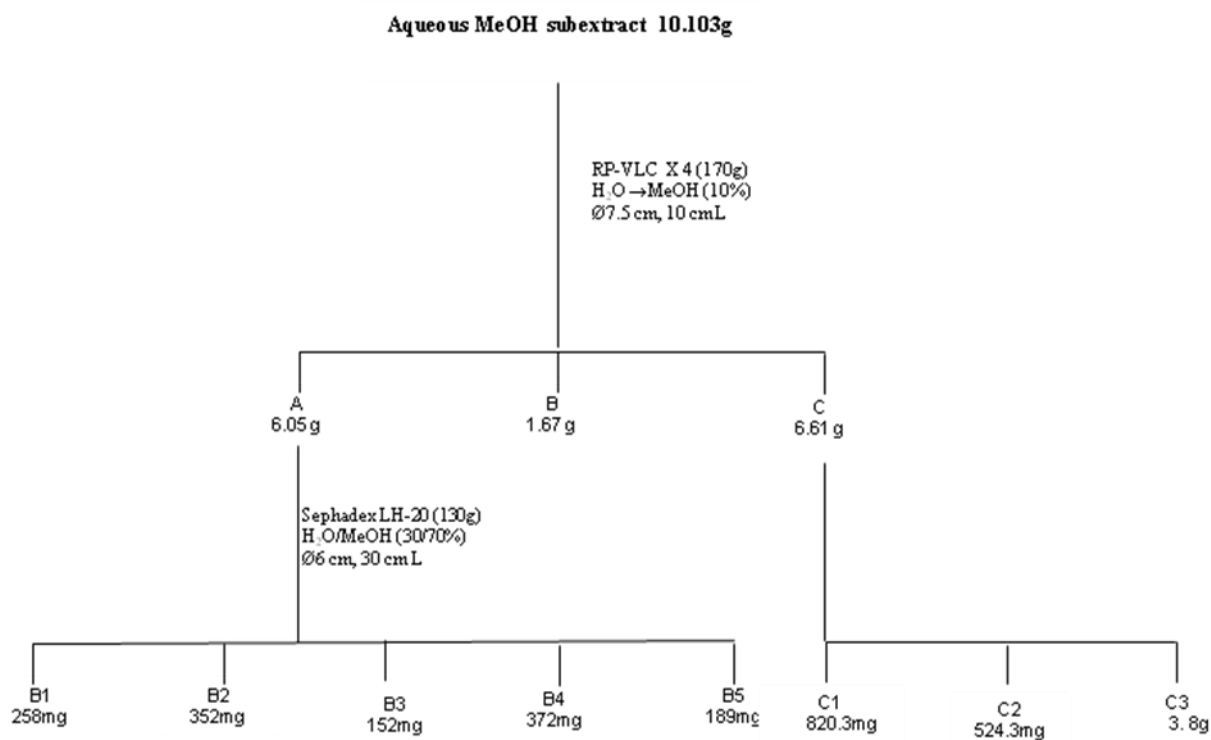 Aqueous MeOH subextract 10.103g
RP-VLC X 4 (170g)
H₂O → MeOH (10%)
Ø7.5 cm, 10 cmL
A
6.05 g
B
1.67 g
C
6.61 g
Sephadex LH-20 (130g)
H₂O/MeOH (30/70%)
Ø6 cm, 30 cm L
B1
258mg
B2
352mg
B3
152mg
B4
372mg
B5
189mg
C1
820.3mg
C2
524.3mg
C3
3. 8g